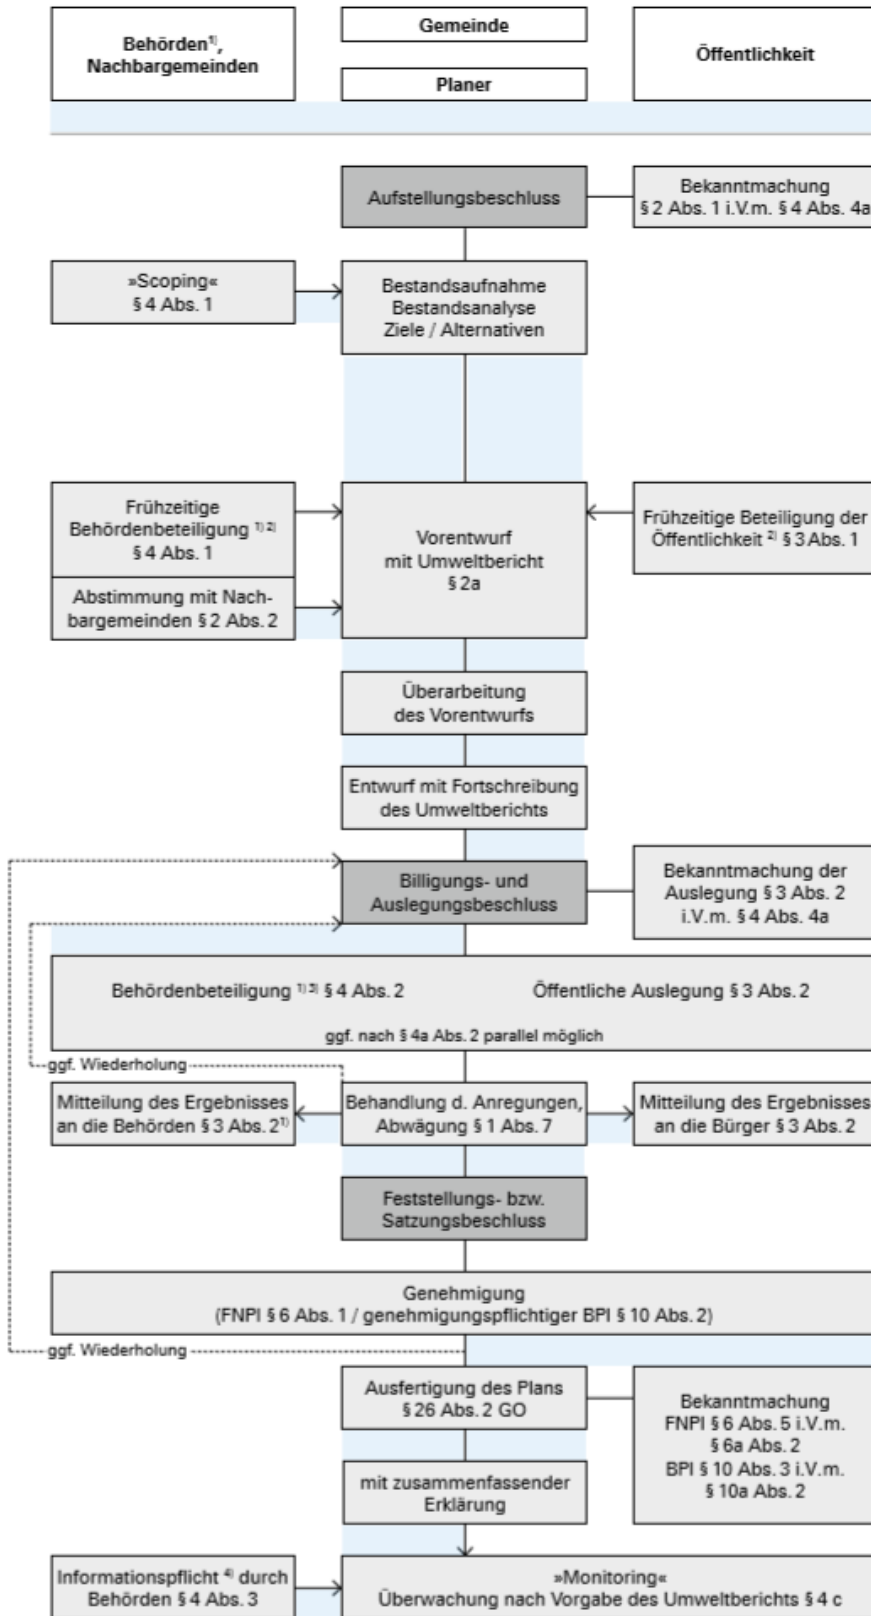 Behörden¹⁾,
Nachbargemeinden
Gemeinde
Planer
Öffentlichkeit
Aufstellungsbeschluss
Bekanntmachung
§ 2 Abs. 1 i.V.m. § 4 Abs. 4a
»Scoping«
§ 4 Abs. 1
Bestandsaufnahme
Bestandsanalyse
Ziele / Alternativen
Frühzeitige
Behördenbeteiligung ¹⁾ ²⁾
§ 4 Abs. 1
Abstimmung mit Nach-
bargemeinden § 2 Abs. 2
Vorentwurf
mit Umweltbericht
§ 2a
Frühzeitige Beteiligung der
Öffentlichkeit ²⁾ § 3 Abs. 1
Überarbeitung
des Vorentwurfs
Entwurf mit Fortschreibung
des Umweltberichts
Billigungs- und
Auslegungsbeschluss
Bekanntmachung der
Auslegung § 3 Abs. 2
i.V.m. § 4 Abs. 4a
Behördenbeteiligung ¹⁾ ³⁾ § 4 Abs. 2
Öffentliche Auslegung § 3 Abs. 2
ggf. nach § 4a Abs. 2 parallel möglich
ggf. Wiederholung
Mitteilung des Ergebnisses
an die Behörden § 3 Abs. 2¹⁾
Behandlung d. Anregungen,
Abwägung § 1 Abs. 7
Mitteilung des Ergebnisses
an die Bürger § 3 Abs. 2
Feststellungs- bzw.
Satzungsbeschluss
Genehmigung
(FNPl § 6 Abs. 1 / genehmigungspflichtiger BPl § 10 Abs. 2)
ggf. Wiederholung
Ausfertigung des Plans
§ 26 Abs. 2 GO
Bekanntmachung
FNPl § 6 Abs. 5 i.V.m.
§ 6a Abs. 2
BPl § 10 Abs. 3 i.V.m.
§ 10a Abs. 2
mit zusammenfassender
Erklärung
Informationspflicht ⁴⁾ durch
Behörden § 4 Abs. 3
»Monitoring«
Überwachung nach Vorgabe des Umweltberichts § 4 c